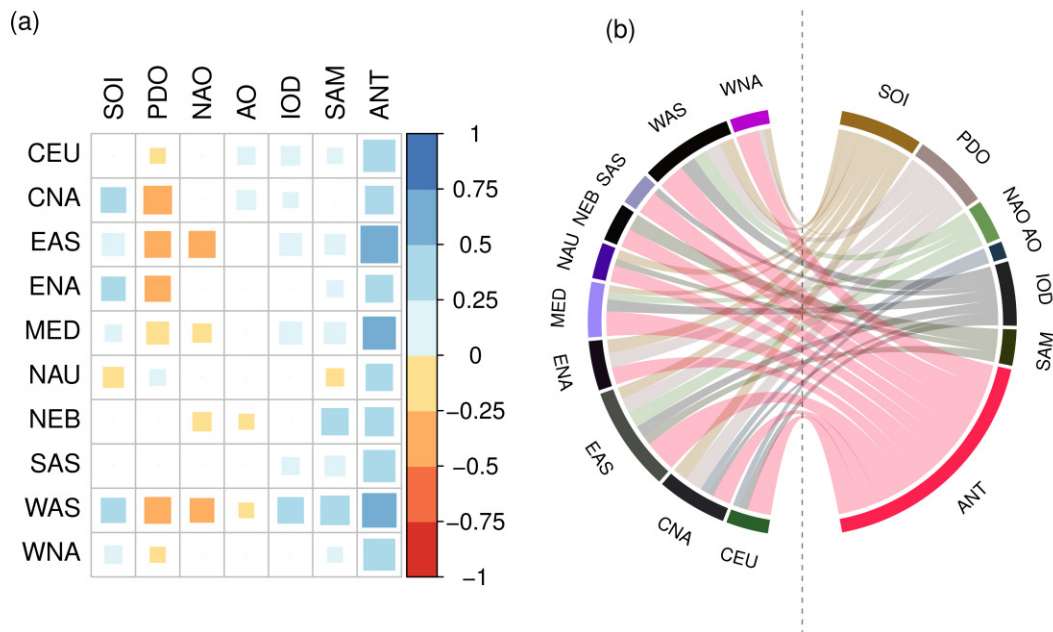 (a)
SOI
PDO
NAO
AO
IOD
SAM
ANT
CEU
CNA
EAS
ENA
MED
NAU
NEB
SAS
WAS
WNA
1
0.75
0.5
0.25
0
−0.25
−0.5
−0.75
−1
(b)
WNA
WAS
SAS
NEB
NAU
MED
ENA
EAS
CNA
CEU
SOI
PDO
NAO
AO
IOD
SAM
ANT